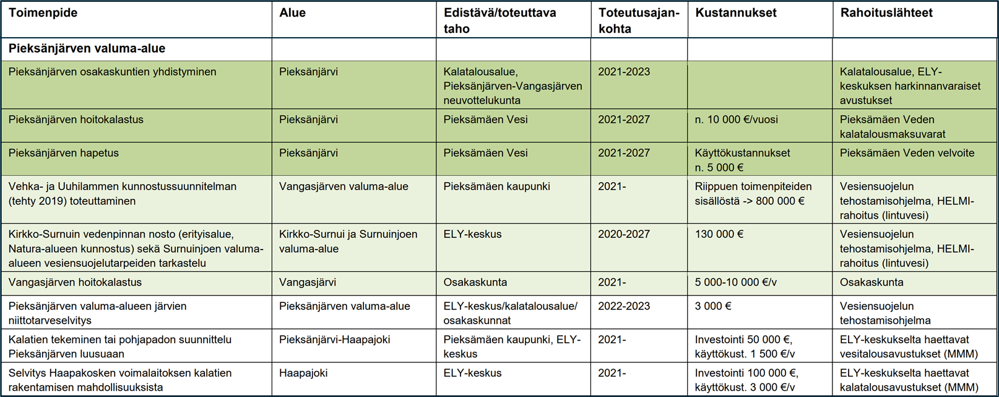 Toimenpide
Alue
Edistävä/toteuttava
taho
Toteutusajan-
kohta
Kustannukset
Rahoituslähteet
Pieksänjärven valuma-alue
Pieksänjärven osakaskuntien yhdistyminen
Pieksänjärvi
Kalatalousalue,
Pieksänjärven-Vangasjärven
neuvottelukunta
2021-2023
Kalatalousalue, ELY-
keskuksen harkinnanvaraiset
avustukset
Pieksänjärven hoitokalastus
Pieksänjärvi
Pieksämäen Vesi
2021-2027
n. 10 000 €/vuosi
Pieksämäen Veden
kalatalousmaksuvarat
Pieksänjärven hapetus
Pieksänjärvi
Pieksämäen Vesi
2021-2027
Käyttökustannukset
n. 5 000 €
Pieksämäen Veden velvoite
Vehka- ja Uuhilammen kunnostussuunnitelman
(tehty 2019) toteuttaminen
Vangasjärven valuma-alue
Pieksämäen kaupunki
2021-
Riippuen toimenpiteiden
sisällöstä -> 800 000 €
Vesiensuojelun
tehostamisohjelma, HELMI-
rahoitus (lintuvesi)
Kirkko-Surnuin vedenpinnan nosto (erityisalue,
Natura-alueen kunnostus) sekä Surnuinjoen valuma-
alueen vesiensuojelutarpeiden tarkastelu
Kirkko-Surnui ja Surnuinjoen
valuma-alue
ELY-keskus
2020-2027
130 000 €
Vesiensuojelun
tehostamisohjelma, HELMI-
rahoitus (lintuvesi)
Vangasjärven hoitokalastus
Vangasjärvi
Osakaskunta
2021-
5 000-10 000 €/v
Osakaskunta
Pieksänjärven valuma-alueen järvien
niittotarveselvitys
Pieksänjärven valuma-alue
ELY-keskus/kalatalousalue/
osakaskunnat
2022-2023
3 000 €
Vesiensuojelun
tehostamisohjelma
Kalatien tekeminen tai pohjapadon suunnittelu
Pieksänjärven luusuaan
Pieksänjärvi-Haapajoki
Pieksämäen kaupunki, ELY-
keskus
2021-
Investointi 50 000 €,
käyttökust. 1 500 €/v
ELY-keskukselta haettavat
vesitalousavustukset (MMM)
Selvitys Haapakosken voimalaitoksen kalatien
rakentamisen mahdollisuuksista
Haapajoki
ELY-keskus
2021-
Investointi 100 000 €,
käyttökust. 3 000 €/v
ELY-keskukselta haettavat
kalatalousavustukset (MMM)